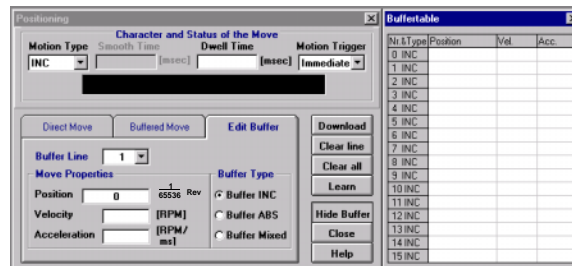 Positioning
Character and Status of the Move
Motion Type Smooth Time Dwell Time Motion Trigger
INC [msec] [msec] Immediate
Direct Move Buffered Move Edit Buffer
Buffer Line 1
Move Properties
Position 0 1/65536 Rev
Velocity [RPM]
Acceleration [RPM/ms]
Buffer Type
Buffer INC
Buffer ABS
Buffer Mixed
Download
Clear line
Clear all
Learn
Hide Buffer
Close
Help
Buffertable
Nr.&Type Position Vel. Acc.
0 INC
1 INC
2 INC
3 INC
4 INC
5 INC
6 INC
7 INC
8 INC
9 INC
10 INC
11 INC
12 INC
13 INC
14 INC
15 INC